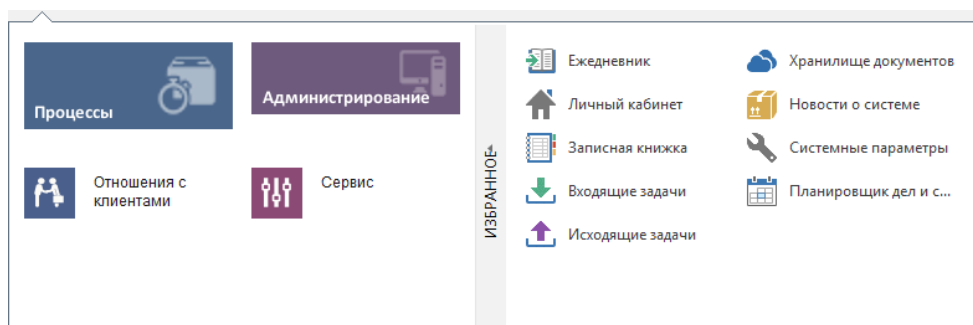 Процессы
Администрирование
Отношения с
клиентами
Сервис
ИЗБРАННОЕ
Ежедневник
Личный кабинет
Записная книжка
Входящие задачи
Исходящие задачи
Хранилище документов
Новости о системе
Системные параметры
Планировщик дел и с...